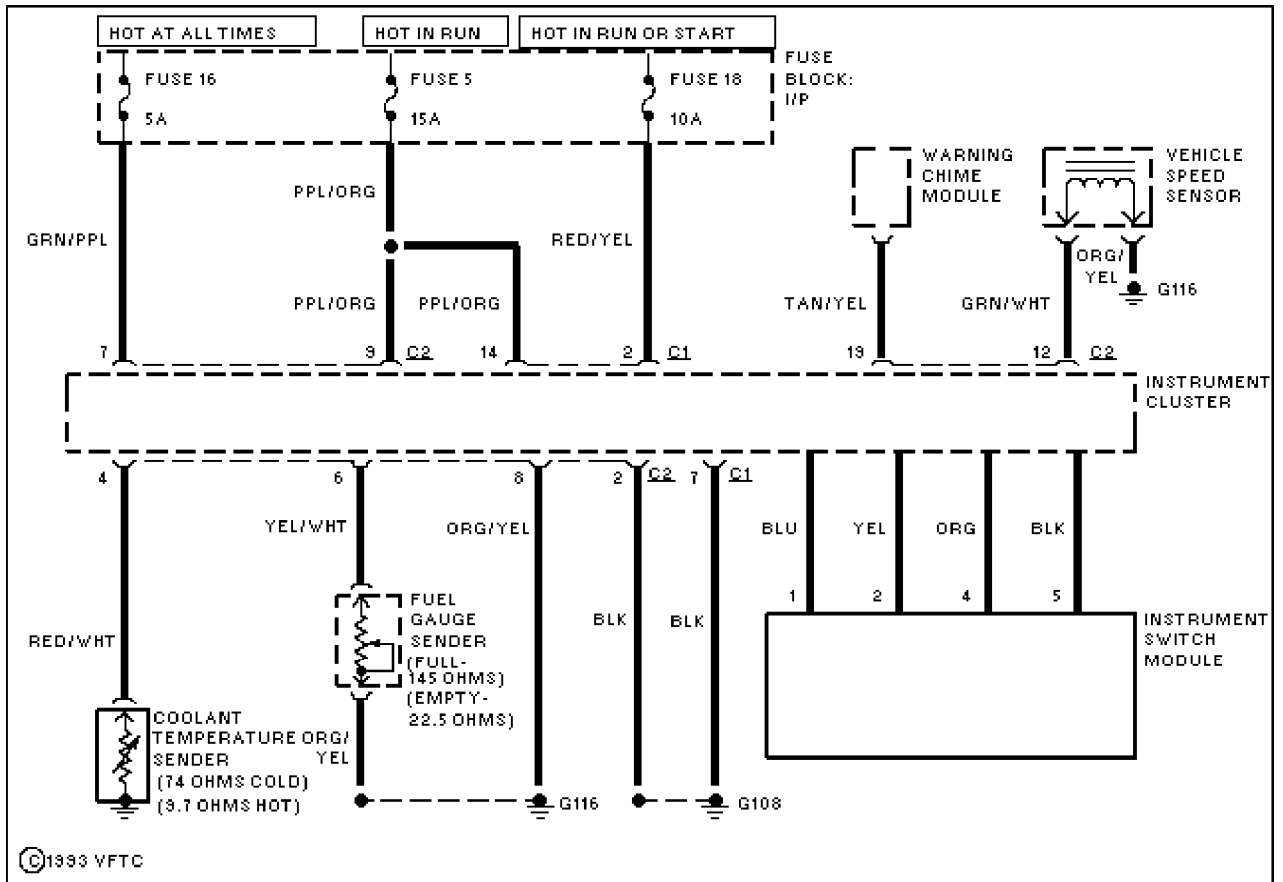 HOT AT ALL TIMES
HOT IN RUN
HOT IN RUN OR START
FUSE 16
5A
FUSE 5
15A
FUSE 18
10A
FUSE
BLOCK:
I/P
WARNING
CHIME
MODULE
VEHICLE
SPEED
SENSOR
GRN/PPL
PPL/ORG
PPL/ORG
PPL/ORG
RED/YEL
TAN/YEL
GRN/WHT
ORG/
YEL
G116
7
9
C2
14
2
C1
19
12
C2
INSTRUMENT
CLUSTER
4
6
8
2
C2
7
C1
YEL/WHT
ORG/YEL
BLU
YEL
ORG
BLK
1
2
4
5
RED/WHT
FUEL
GAUGE
SENDER
(FULL-
145 OHMS)
(EMPTY-
22.5 OHMS)
BLK
BLK
INSTRUMENT
SWITCH
MODULE
COOLANT
TEMPERATURE
SENDER
(74 OHMS COLD)
(9.7 OHMS HOT)
ORG/
YEL
G116
G108
©1993 VFTC